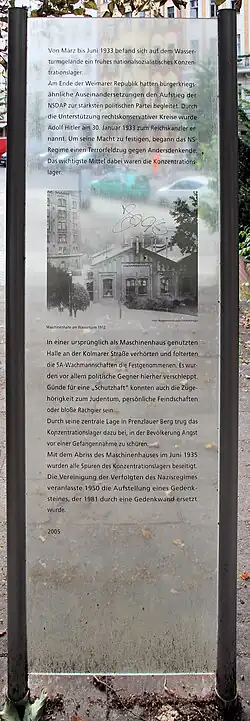 Von März bis Juni 1933 befand sich auf dem Wasser-
turmgelände ein frühes nationalsozialistisches Konzen-
trationslager.
Am Ende der Weimarer Republik hatten bürgerkriegs-
ähnliche Auseinandersetzungen den Aufstieg der
NSDAP zur stärksten politischen Partei begleitet. Durch
die Unterstützung rechtskonservativer Kreise wurde
Adolf Hitler am 30. Januar 1933 zum Reichskanzler er-
nannt. Um seine Macht zu festigen, begann das NS-
Regime einen Terrorfeldzug gegen Andersdenkende.
Das wichtigste Mittel dabei waren die Konzentrations-
lager.
Maschinenhalle am Wasserturm 1912
In einer ursprünglich als Maschinenhaus genutzten
Halle an der Kolmarer Straße verhörten und folterten
die SA-Wachmannschaften die Festgenommenen. Es wur-
den vor allem politische Gegner hierher verschleppt.
Gründe für eine „Schutzhaft" konnten auch die Zuge-
hörigkeit zum Judentum, persönliche Feindschaften
oder bloße Rachgier sein.
Durch seine zentrale Lage in Prenzlauer Berg trug das
Konzentrationslager dazu bei, in der Bevölkerung Angst
vor einer Gefangennahme zu schüren.
Mit dem Abriss des Maschinenhauses im Juni 1935
wurden alle Spuren des Konzentrationslagers beseitigt.
Die Vereinigung der Verfolgten des Naziregimes
veranlasste 1950 die Aufstellung eines Gedenk-
steines, der 1981 durch eine Gedenkwand ersetzt
wurde.
2005